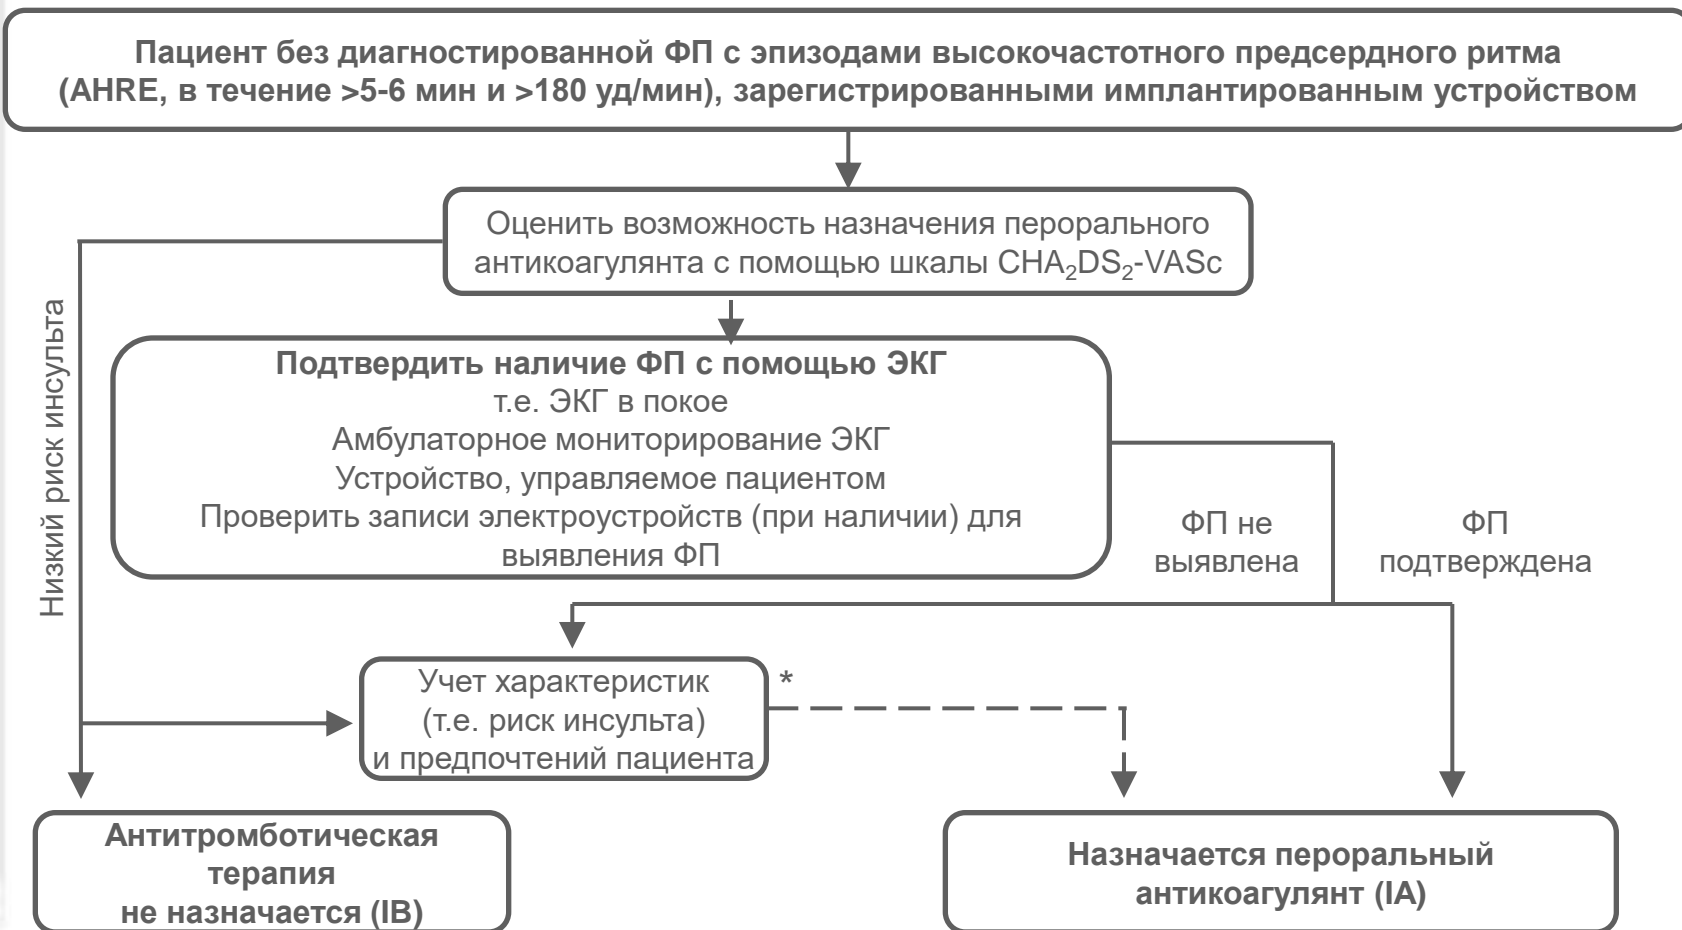 Пациент без диагностированной ФП с эпизодами высокочастотного предсердного ритма
(AHRE, в течение >5-6 мин и >180 уд/мин), зарегистрированными имплантированным устройством
Оценить возможность назначения перорального
антикоагулянта с помощью шкалы CHA₂DS₂-VASc
Низкий риск инсульта
Подтвердить наличие ФП с помощью ЭКГ
т.е. ЭКГ в покое
Амбулаторное мониторирование ЭКГ
Устройство, управляемое пациентом
Проверить записи электроустройств (при наличии) для
выявления ФП
ФП не
выявлена
ФП
подтверждена
Учет характеристик
(т.е. риск инсульта)
и предпочтений пациента
*
Антитромботическая
терапия
не назначается (IB)
Назначается пероральный
антикоагулянт (IA)